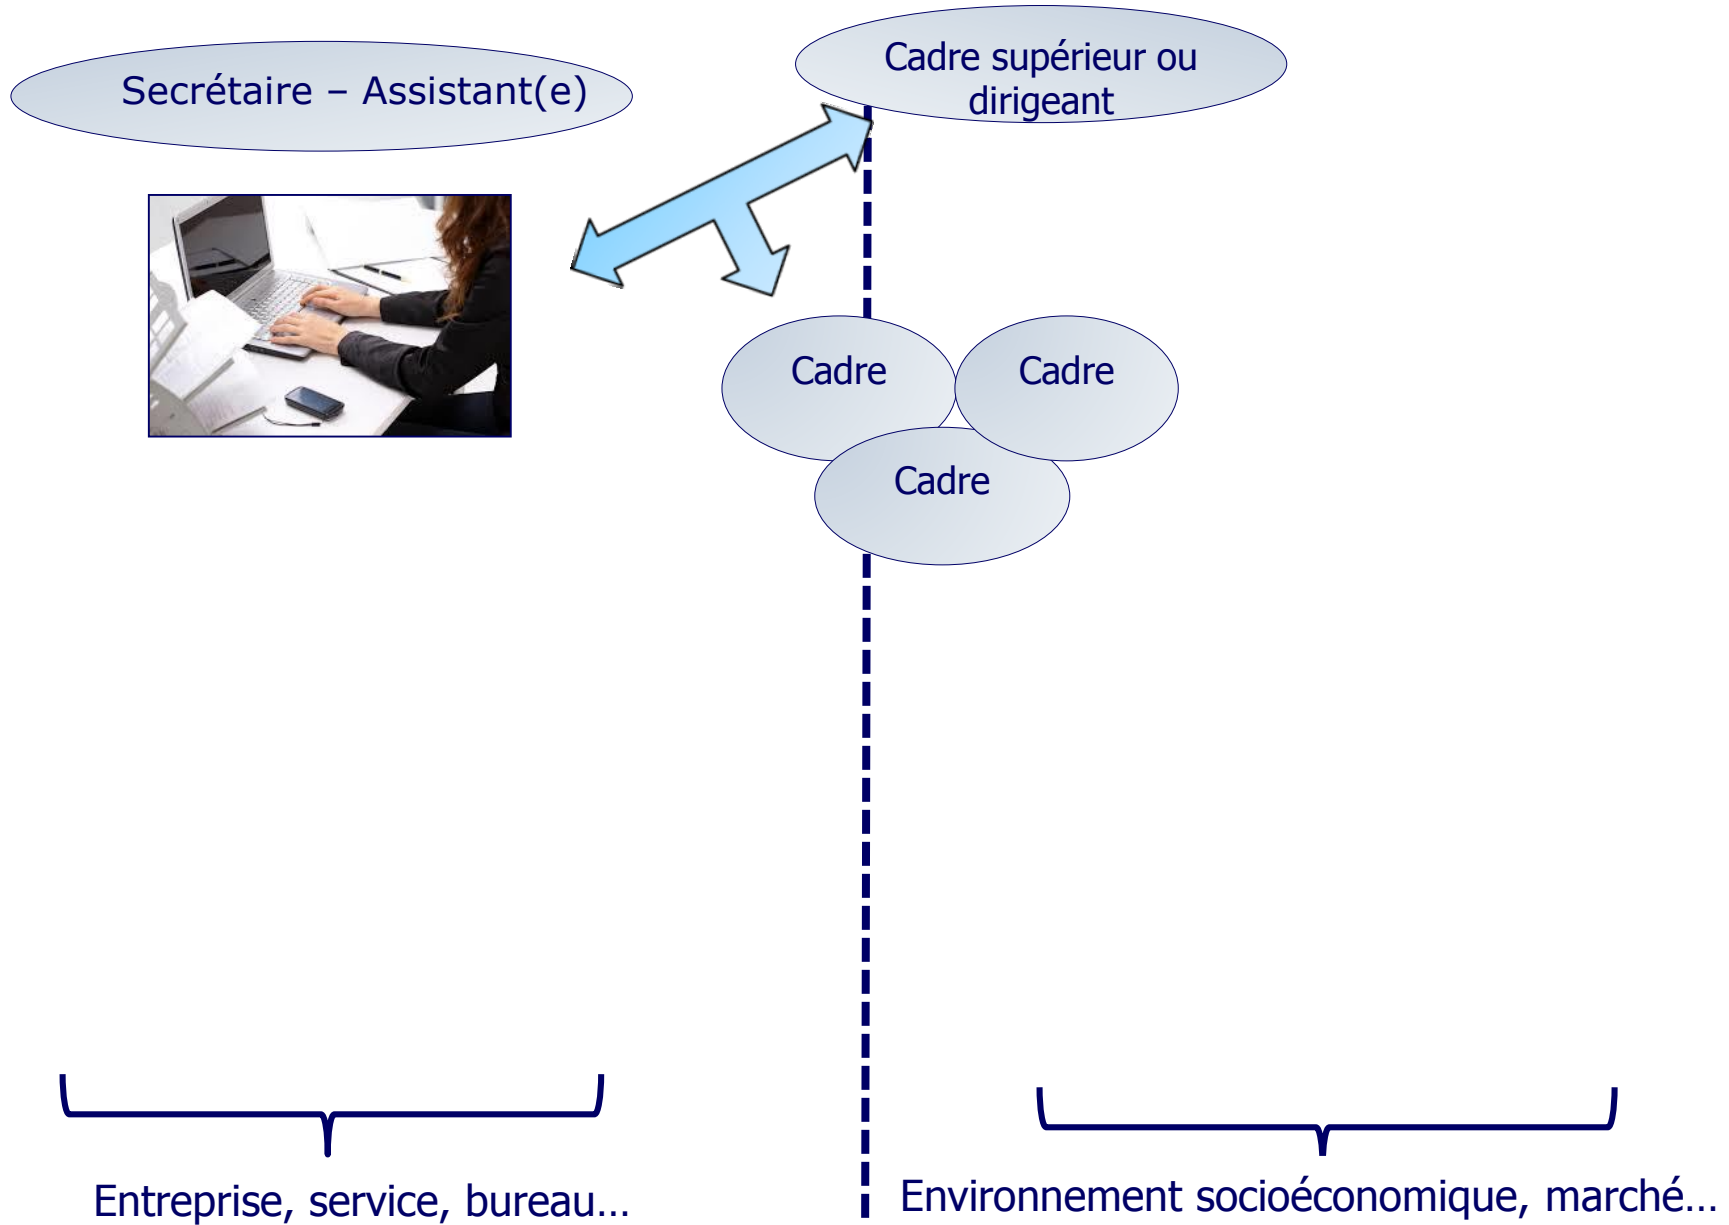 Secrétaire – Assistant(e)
Cadre supérieur ou
dirigeant
Cadre
Cadre
Cadre
Entreprise, service, bureau…
Environnement socioéconomique, marché…